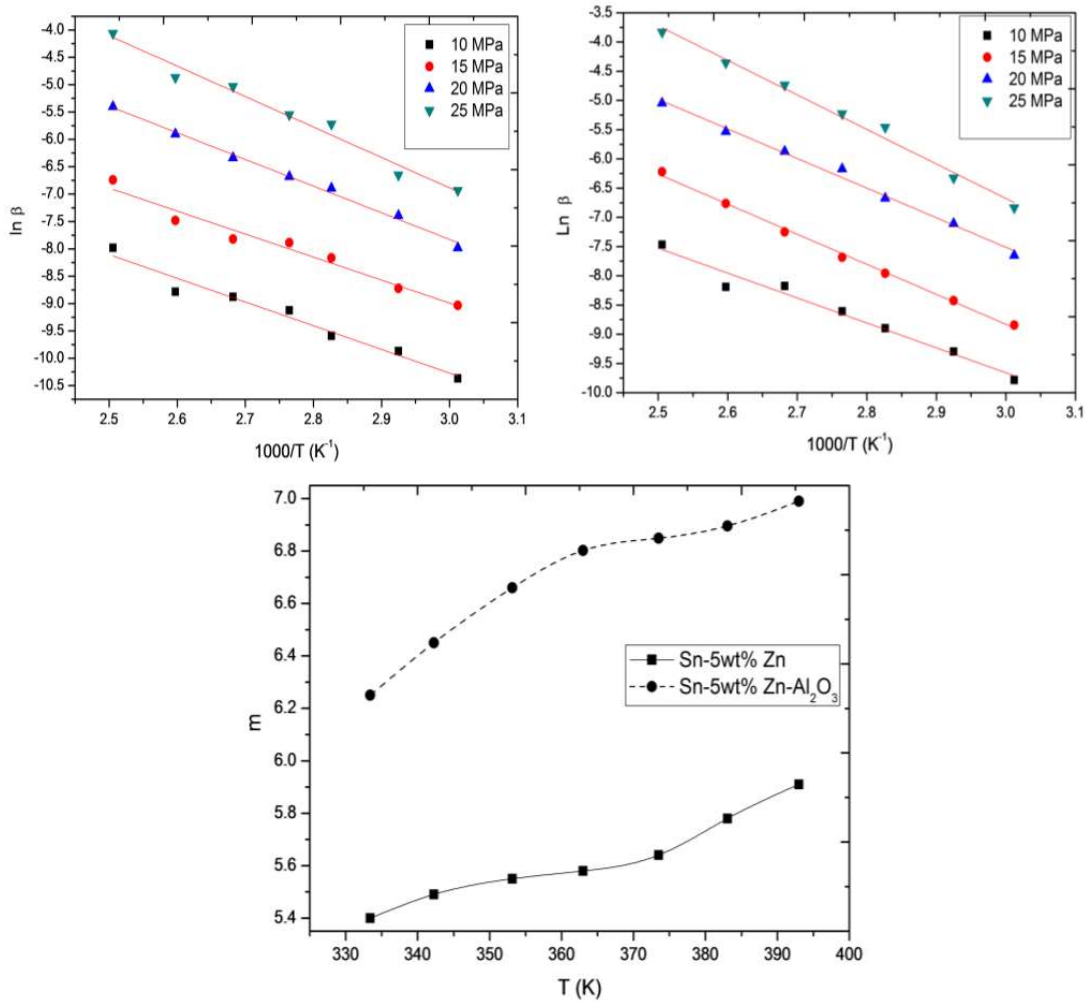 -4.0
-4.5
-5.0
-5.5
-6.0
-6.5
-7.0
-7.5
-8.0
-8.5
-9.0
-9.5
-10.0
-10.5
ln β
10 MPa
15 MPa
20 MPa
25 MPa
2.5 2.6 2.7 2.8 2.9 3.0 3.1
1000/T (K⁻¹)
-3.5
-4.0
-4.5
-5.0
-5.5
-6.0
-6.5
-7.0
-7.5
-8.0
-8.5
-9.0
-9.5
-10.0
Ln β
10 MPa
15 MPa
20 MPa
25 MPa
2.5 2.6 2.7 2.8 2.9 3.0 3.1
1000/T (K⁻¹)
7.0
6.8
6.6
6.4
6.2
6.0
5.8
5.6
5.4
m
Sn-5wt% Zn
Sn-5wt% Zn-Al₂O₃
330 340 350 360 370 380 390 400
T (K)